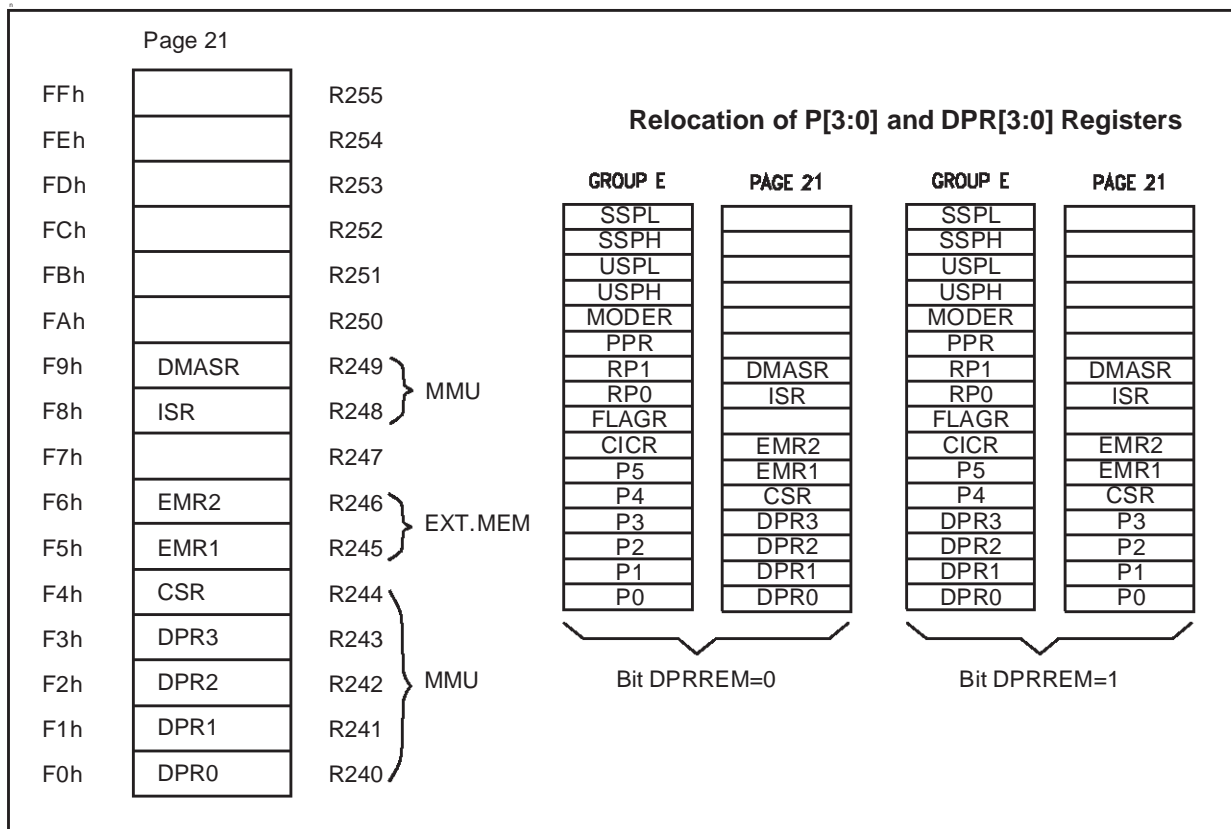 Page 21
FFh R255
FEh R254
FDh R253
FCh R252
FBh R251
FAh R250
F9h DMASR R249
F8h ISR R248
MMU
F7h R247
F6h EMR2 R246
F5h EMR1 R245
EXT.MEM
F4h CSR R244
F3h DPR3 R243
F2h DPR2 R242
F1h DPR1 R241
F0h DPR0 R240
MMU
Relocation of P[3:0] and DPR[3:0] Registers
GROUP E PAGE 21 GROUP E PAGE 21
SSPL SSPL
SSPH SSPH
USPL USPL
USPH USPH
MODER MODER
PPR PPR
RP1 DMASR RP1 DMASR
RP0 ISR RP0 ISR
FLAGR FLAGR
CICR EMR2 CICR EMR2
P5 EMR1 P5 EMR1
P4 CSR P4 CSR
P3 DPR3 DPR3 P3
P2 DPR2 DPR2 P2
P1 DPR1 DPR1 P1
P0 DPR0 DPR0 P0
Bit DPRREM=0 Bit DPRREM=1